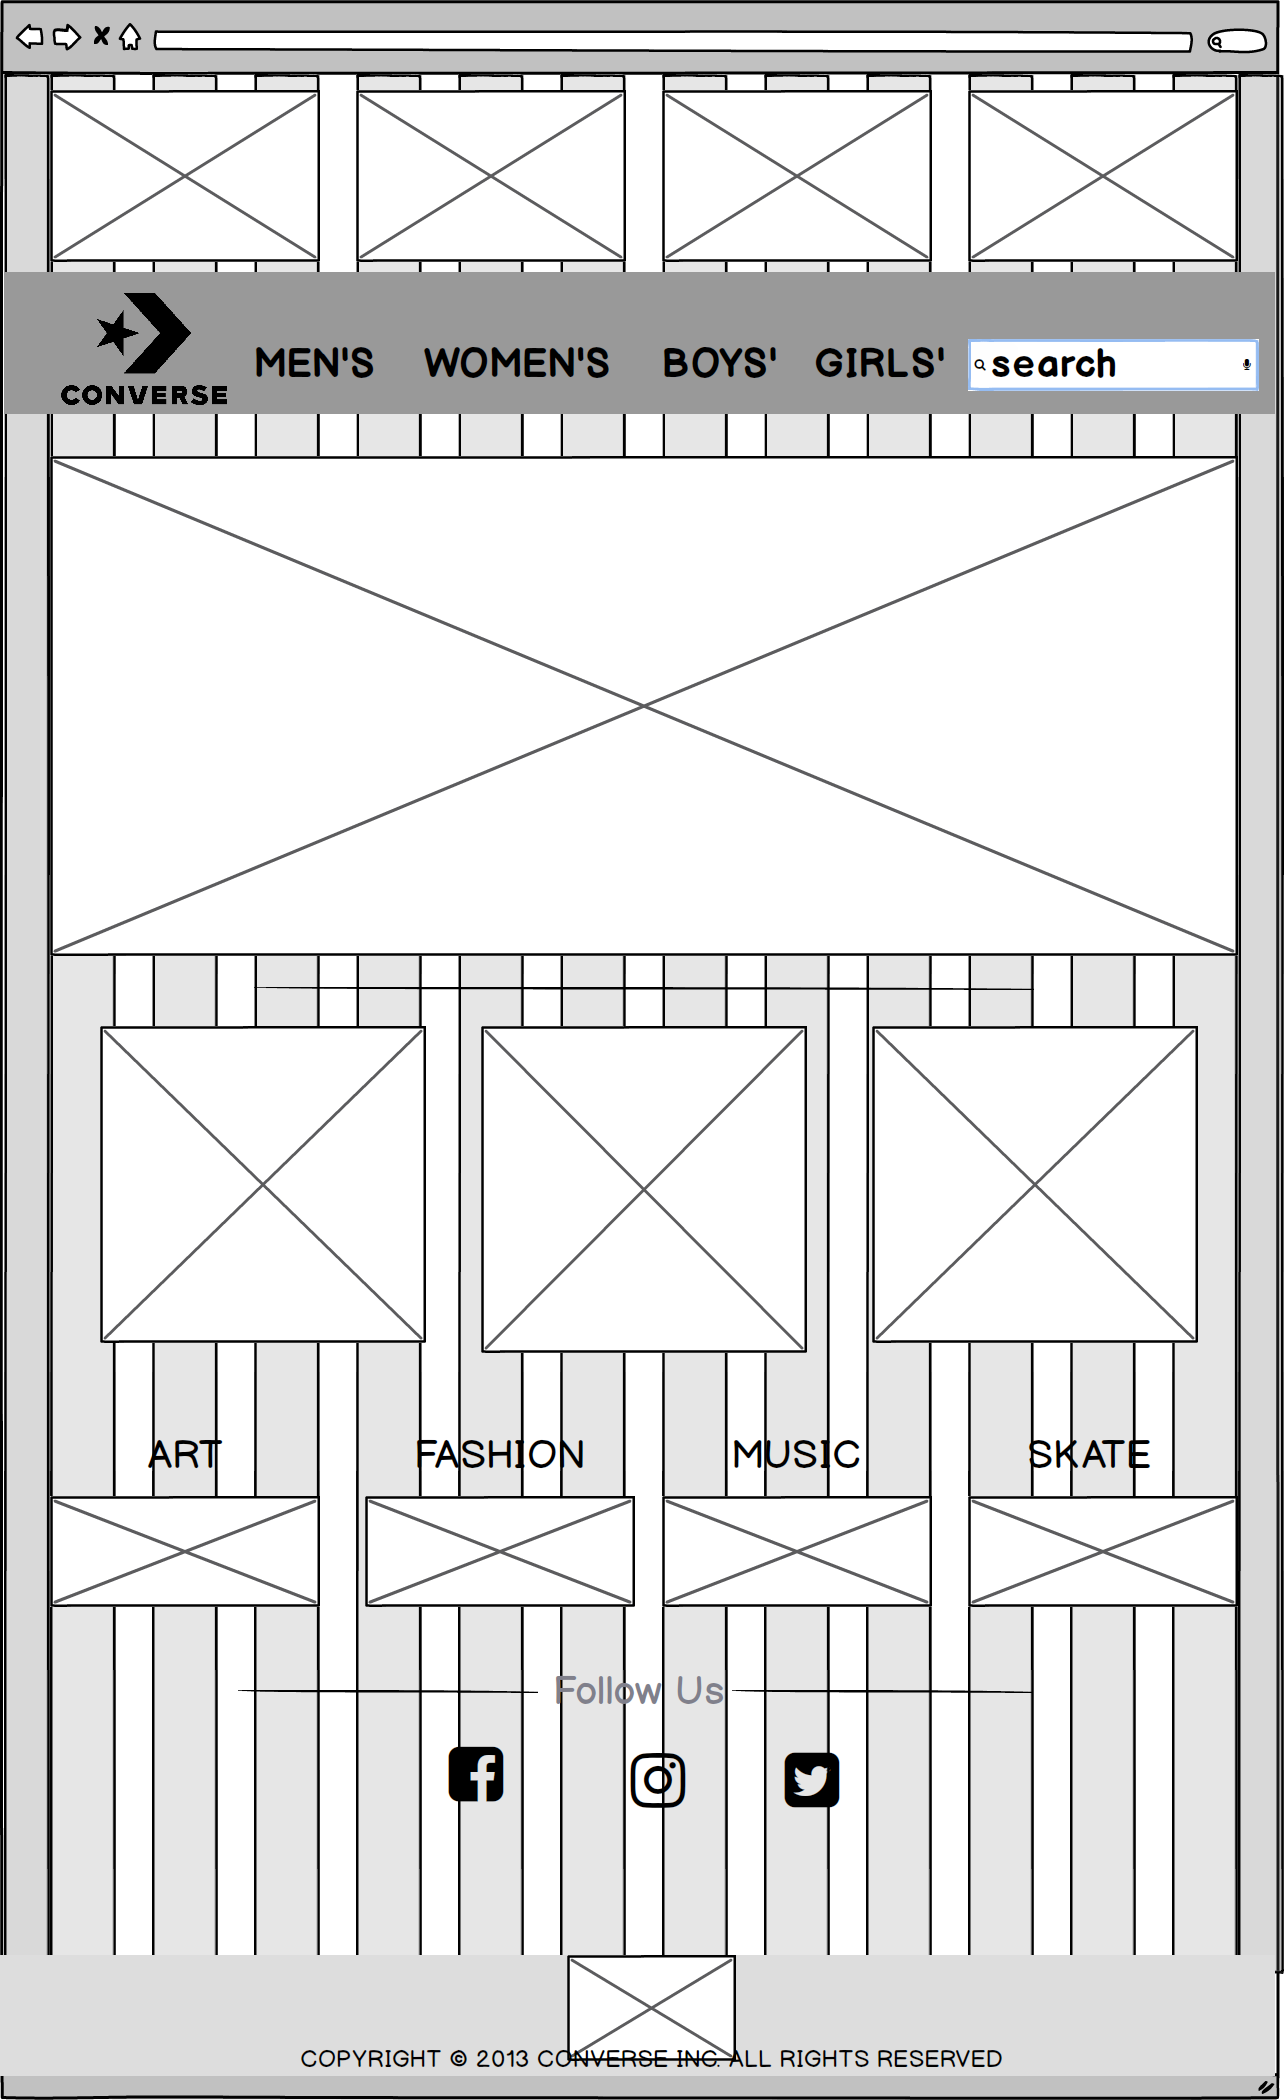 CONVERSE
MEN'S WOMEN'S BOYS' GIRLS' search
ART FASHION MUSIC SKATE
Follow Us
COPYRIGHT © 2013 CONVERSE INC. ALL RIGHTS RESERVED